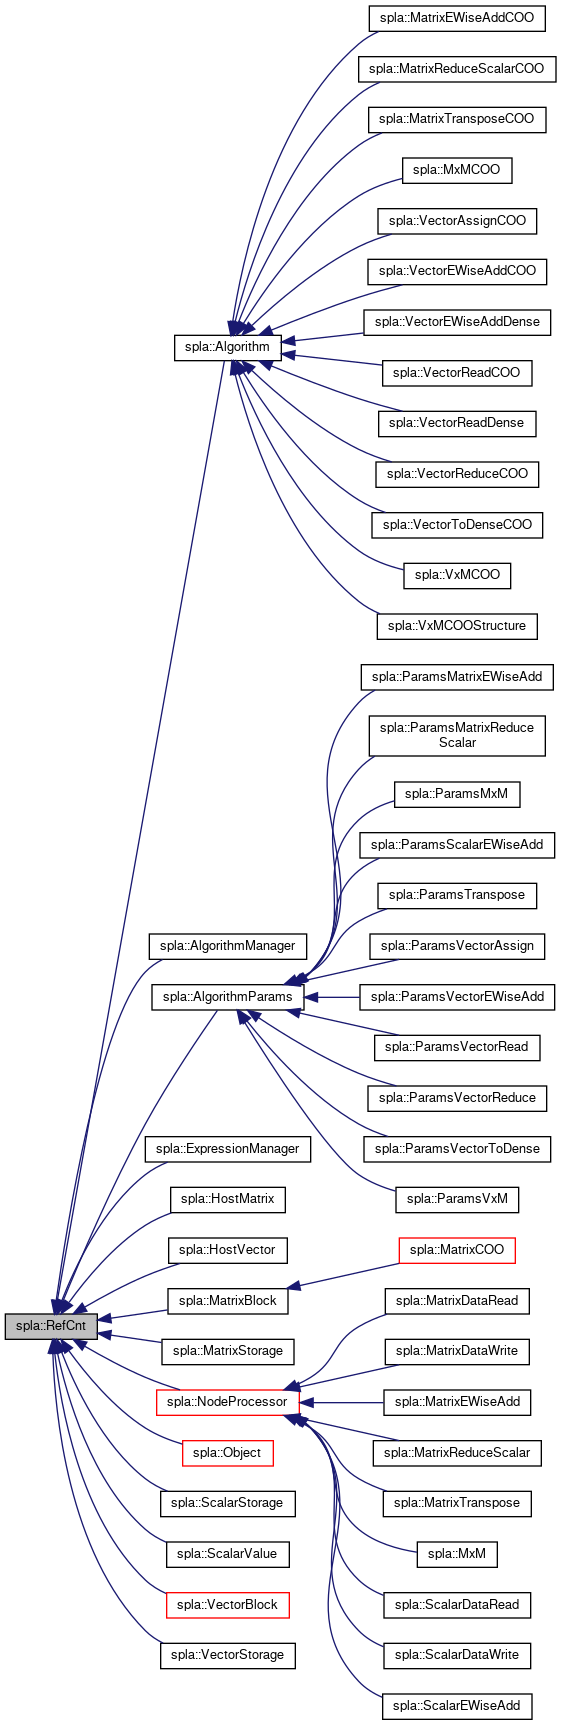 spla::MatrixEWiseAddCOO
spla::MatrixReduceScalarCOO
spla::MatrixTransposeCOO
spla::MxMCOO
spla::VectorAssignCOO
spla::VectorEWiseAddCOO
spla::VectorEWiseAddDense
spla::Algorithm
spla::VectorReadCOO
spla::VectorReadDense
spla::VectorReduceCOO
spla::VectorToDenseCOO
spla::VxMCOO
spla::VxMCOOStructure
spla::ParamsMatrixEWiseAdd
spla::ParamsMatrixReduce
Scalar
spla::ParamsMxM
spla::ParamsScalarEWiseAdd
spla::ParamsTranspose
spla::AlgorithmManager
spla::ParamsVectorAssign
spla::AlgorithmParams
spla::ParamsVectorEWiseAdd
spla::ParamsVectorRead
spla::ParamsVectorReduce
spla::ExpressionManager
spla::ParamsVectorToDense
spla::HostMatrix
spla::ParamsVxM
spla::HostVector
spla::MatrixCOO
spla::MatrixBlock
spla::MatrixDataRead
spla::RefCnt
spla::MatrixStorage
spla::MatrixDataWrite
spla::NodeProcessor
spla::MatrixEWiseAdd
spla::Object
spla::MatrixReduceScalar
spla::ScalarStorage
spla::MatrixTranspose
spla::ScalarValue
spla::MxM
spla::VectorBlock
spla::ScalarDataRead
spla::VectorStorage
spla::ScalarDataWrite
spla::ScalarEWiseAdd